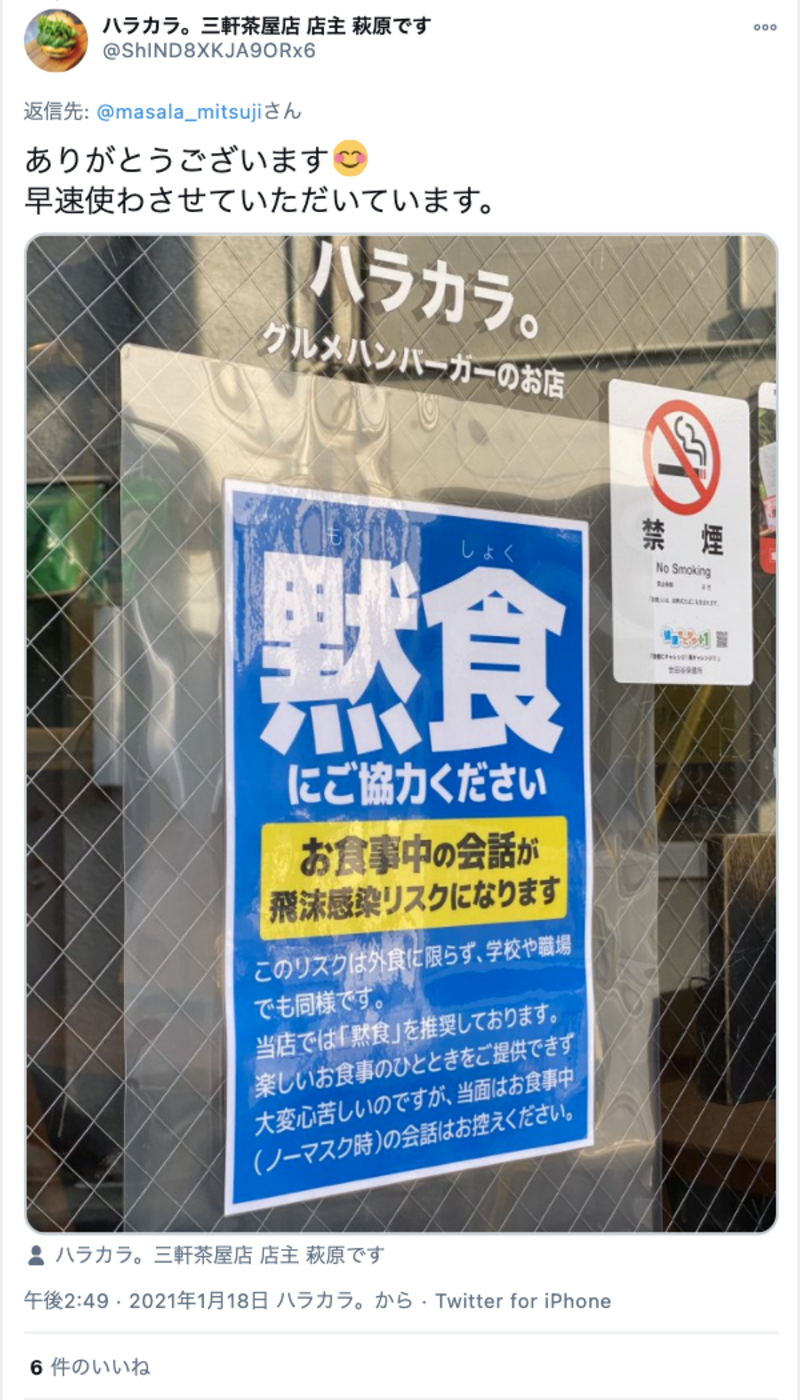 ハラカラ。三軒茶屋店 店主 萩原です
@ShIND8XKJA9ORx6
返信先: @masala_mitsujiさん
ありがとうございます😊
早速使わさせていただいています。
ハラカラ。
グルメハンバーガーのお店
禁 煙
No Smoking
世田谷保健所
もく しょく
黙食
にご協力ください
お食事中の会話が
飛沫感染リスクになります
このリスクは外食に限らず、学校や職場
でも同様です。
当店では「黙食」を推奨しております。
楽しいお食事のひとときをご提供できず
大変心苦しいのですが、当面はお食事中
(ノーマスク時)の会話はお控えください。
ハラカラ。三軒茶屋店 店主 萩原です
午後2:49 · 2021年1月18日 ハラカラ。から · Twitter for iPhone
6 件のいいね